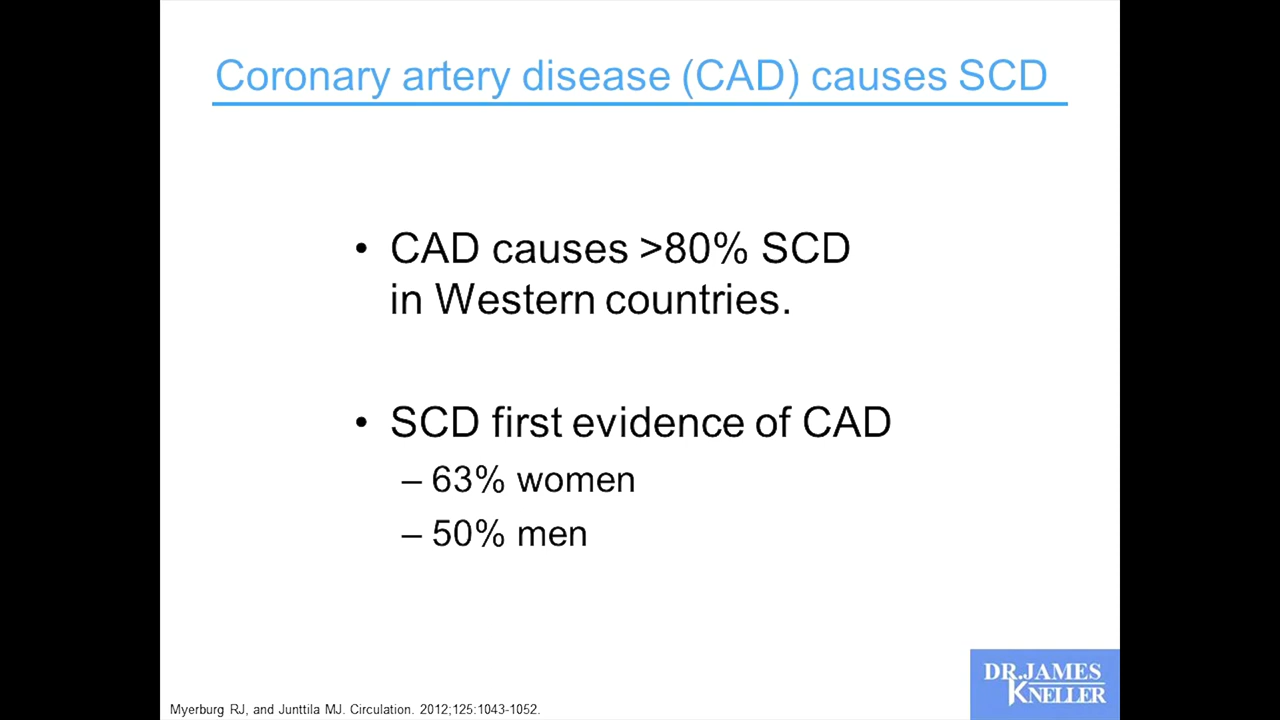 Coronary artery disease (CAD) causes SCD
• CAD causes >80% SCD
in Western countries.
• SCD first evidence of CAD
– 63% women
– 50% men
DR. JAMES
KNELLER
Myerburg RJ, and Junttila MJ. Circulation. 2012;125:1043-1052.